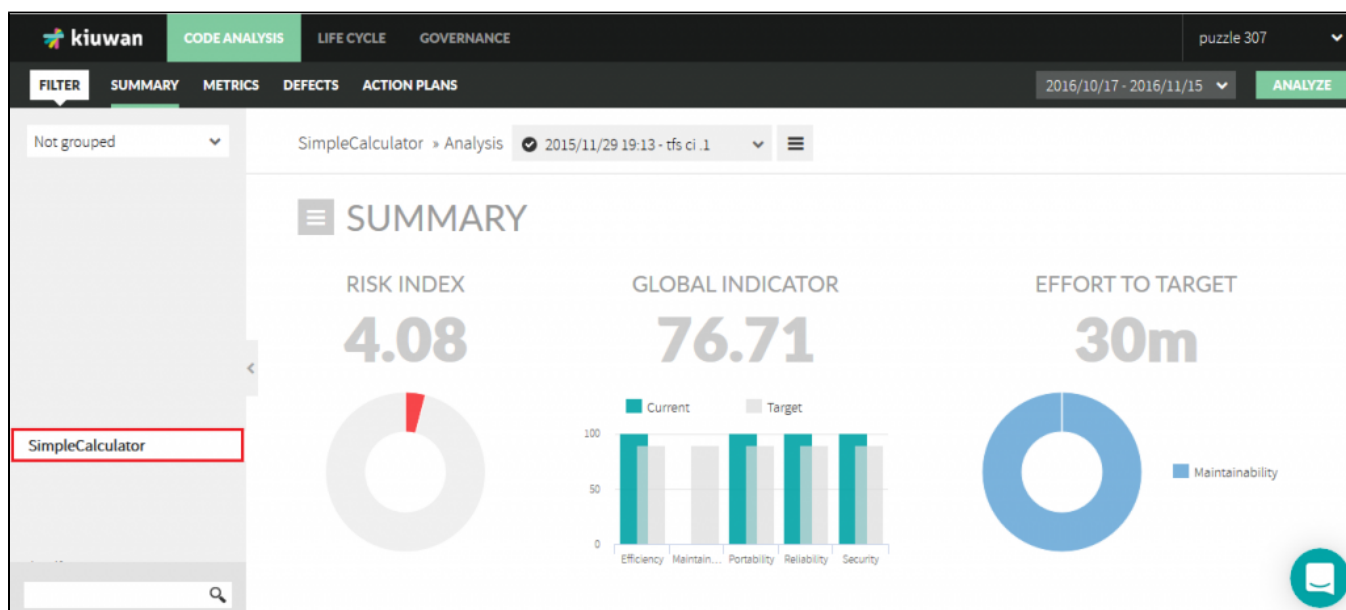 kiuwan CODE ANALYSIS LIFE CYCLE GOVERNANCE puzzle 307
FILTER SUMMARY METRICS DEFECTS ACTION PLANS 2016/10/17 - 2016/11/15 ANALYZE
Not grouped
SimpleCalculator » Analysis 2015/11/29 19:13 - tfs ci .1
SUMMARY
RISK INDEX GLOBAL INDICATOR EFFORT TO TARGET
4.08 76.71 30m
Current Target
100
SimpleCalculator
Maintainability
50
0
Efficiency Maintain... Portability Reliability Security